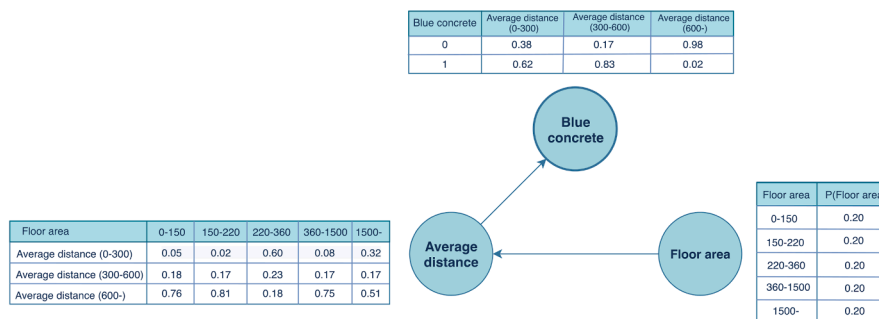 Blue concrete Average distance (0-300) Average distance (300-600) Average distance (600-)
0 0.38 0.17 0.98
1 0.62 0.83 0.02
Blue
concrete
Floor area P(Floor area
0-150 0.20
150-220 0.20
220-360 0.20
360-1500 0.20
1500- 0.20
Floor area 0-150 150-220 220-360 360-1500 1500-
Average distance (0-300) 0.05 0.02 0.60 0.08 0.32
Average distance (300-600) 0.18 0.17 0.23 0.17 0.17
Average distance (600-) 0.76 0.81 0.18 0.75 0.51
Average
distance
Floor area